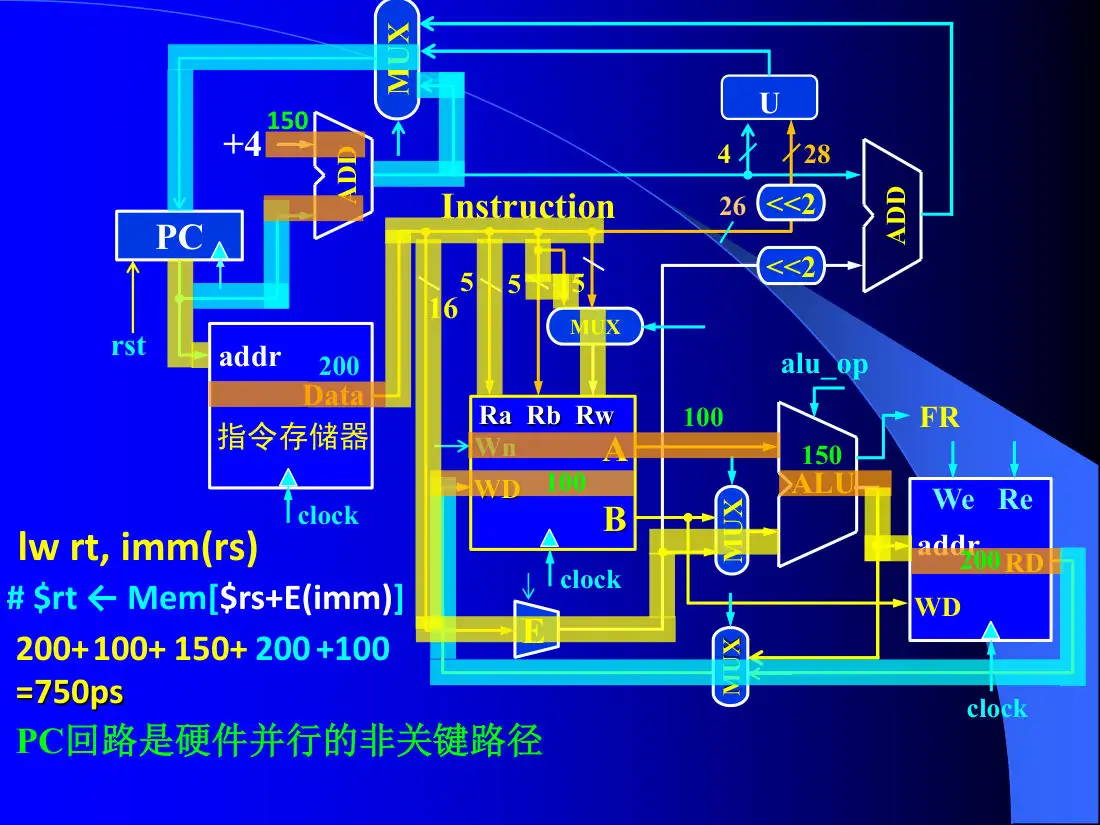 MUX
150
+4
ADD
U
4
28
Instruction
26
<<2
ADD
PC
<<2
5
5
5
16
MUX
rst
addr
200
Data
指令存储器
clock
alu_op
Ra Rb Rw
100
FR
Wn
A
150
WD
100
ALU
We Re
B
MUX
addr
200
RD
clock
WD
E
MUX
clock
lw rt, imm(rs)
# $rt ← Mem[$rs+E(imm)]
200+100+ 150+ 200 +100
=750ps
PC回路是硬件并行的非关键路径